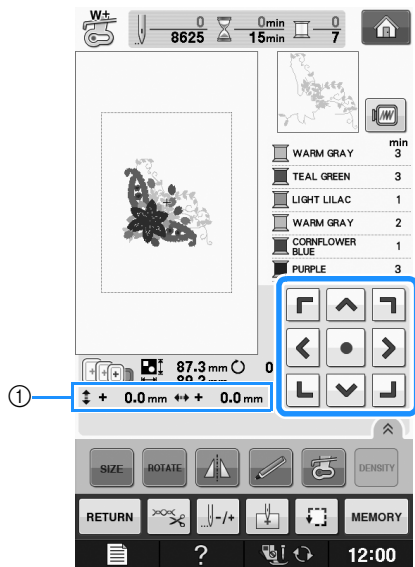 W±
0
8625
0min
15min
0
7
min
WARM GRAY 3
TEAL GREEN 3
LIGHT LILAC 1
WARM GRAY 2
CORNFLOWER
BLUE 1
PURPLE 3
87.3 mm 0
① + 0.0 mm + 0.0 mm
SIZE ROTATE DENSITY
RETURN -/+ MEMORY
? 12:00